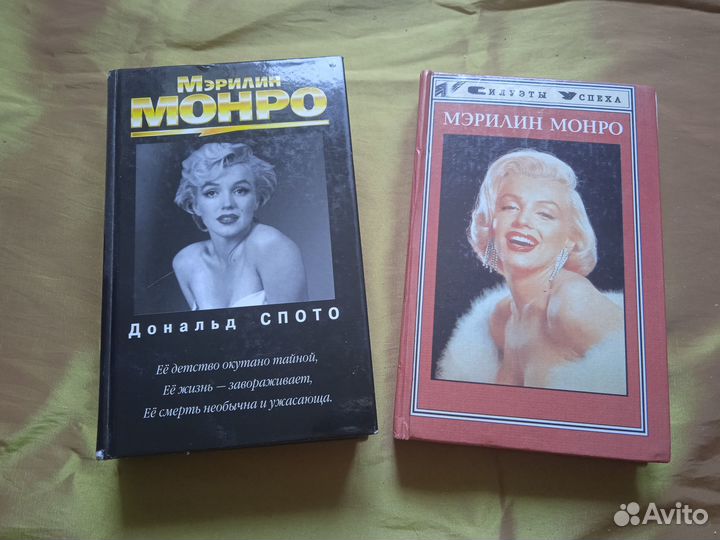 Мэрилин
МОНРО
Дональд СПОТО
Её детство окутано тайной,
Её жизнь — завораживает,
Её смерть необычна и ужасающа.
СИЛУЭТЫ УСПЕХА
МЭРИЛИН МОНРО
Avito